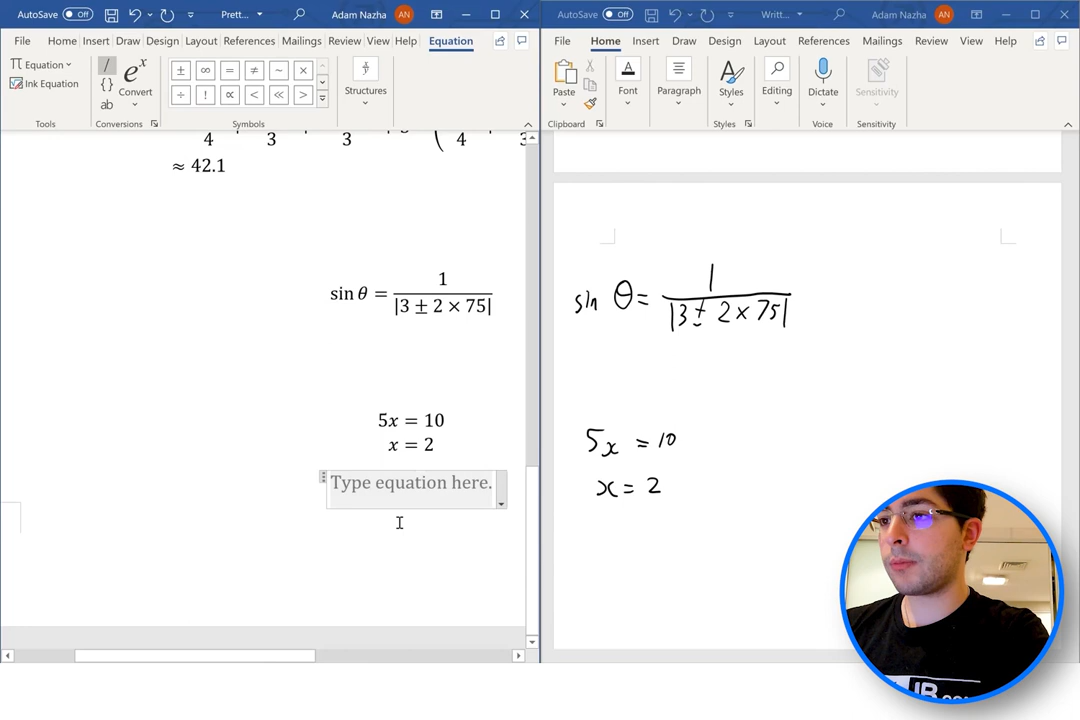 AutoSave Off Prett... Adam Nazha AN
File Home Insert Draw Design Layout References Mailings Review View Help Equation
π Equation
Ink Equation
Tools
/
{}
ab
eˣ
Convert
Conversions
± ∞ = ≠ ~ ×
÷ ! ∝ < ≪ >
Symbols
x/y
Structures
4 3 3 ( 4 3
≈ 42.1
sin θ = 1 / |3 ± 2 × 75|
5x = 10
x = 2
Type equation here.
AutoSave Off Writt... Adam Nazha AN
File Home Insert Draw Design Layout References Mailings Review View Help
Paste
Clipboard
A
Font
Paragraph
Styles
Styles
Editing
Dictate
Voice
Sensitivity
Sensitivity
sin θ = 1 / |3 ± 2 × 75|
5x = 10
x = 2